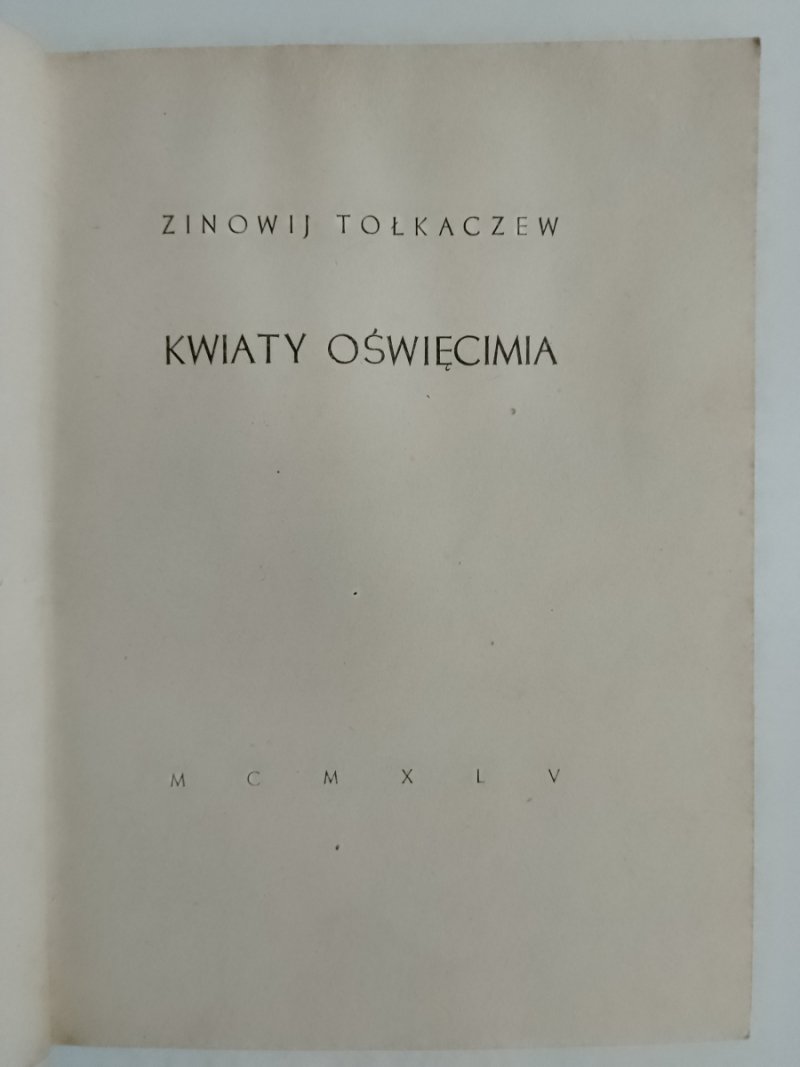 ZINOWIJ TOŁKACZEW
KWIATY OŚWIĘCIMIA
M C M X L V